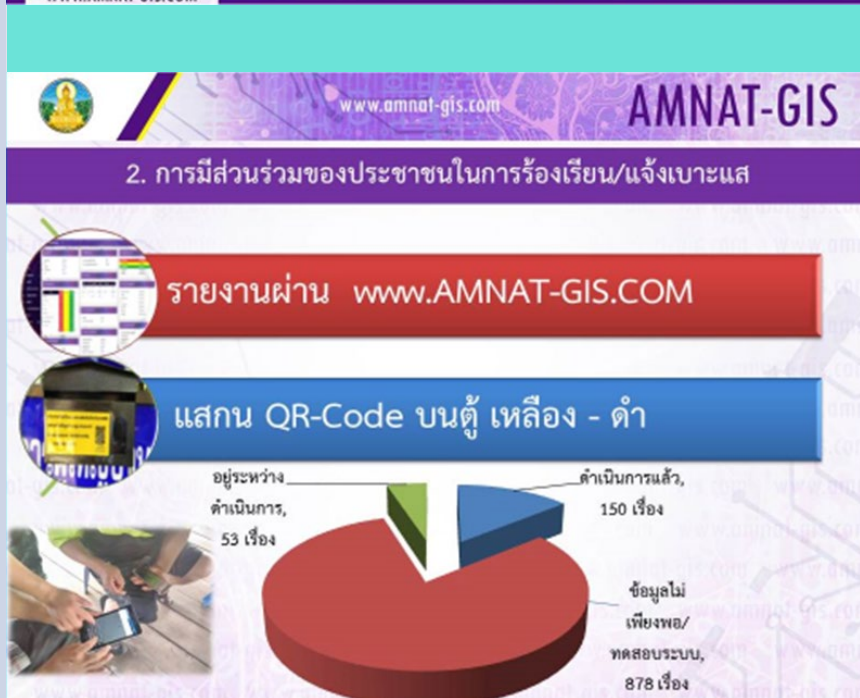 www.amnat-gis.com
AMNAT-GIS
2. การมีส่วนร่วมของประชาชนในการร้องเรียน/แจ้งเบาะแส
รายงานผ่าน www.AMNAT-GIS.COM
แสกน QR-Code บนตู้ เหลือง - ดำ
อยู่ระหว่าง
ดำเนินการ,
53 เรื่อง
ดำเนินการแล้ว,
150 เรื่อง
ข้อมูลไม่
เพียงพอ/
ทดสอบระบบ,
878 เรื่อง